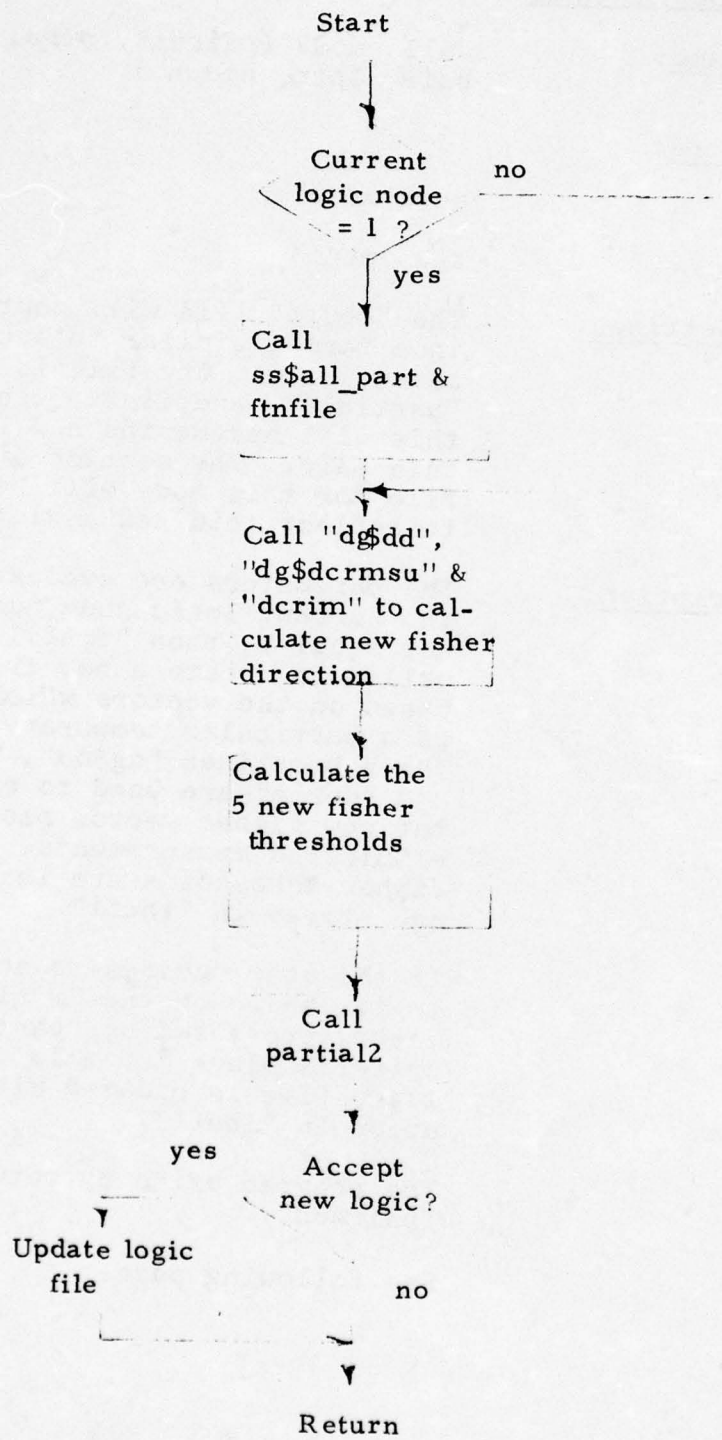 Start
Current
logic node
= 1 ?
no
yes
Call
ss$all_part &
ftnfile
Call "dg$dd",
"dg$dcrmsu" &
"dcrim" to cal-
culate new fisher
direction
Calculate the
5 new fisher
thresholds
Call
partial2
Accept
new logic?
yes
Update logic
file
no
Return